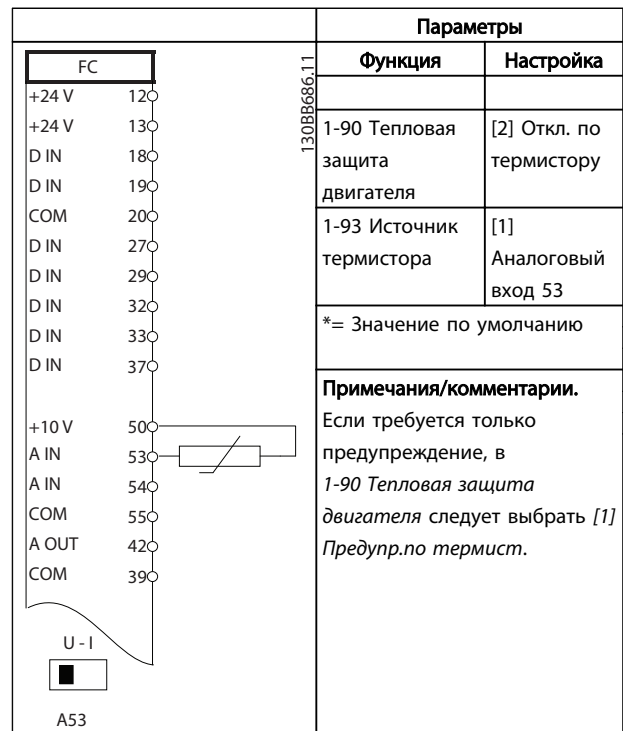 Параметры
Функция Настройка
FC
130BB686.11
+24 V 12
+24 V 13
D IN 18
D IN 19
COM 20
D IN 27
D IN 29
D IN 32
D IN 33
D IN 37
+10 V 50
A IN 53
A IN 54
COM 55
A OUT 42
COM 39
U - I
A53
1-90 Тепловая
защита
двигателя
[2] Откл. по
термистору
1-93 Источник
термистора
[1]
Аналоговый
вход 53
*= Значение по умолчанию
Примечания/комментарии.
Если требуется только
предупреждение, в
1-90 Тепловая защита
двигателя следует выбрать [1]
Предупр.по термист.